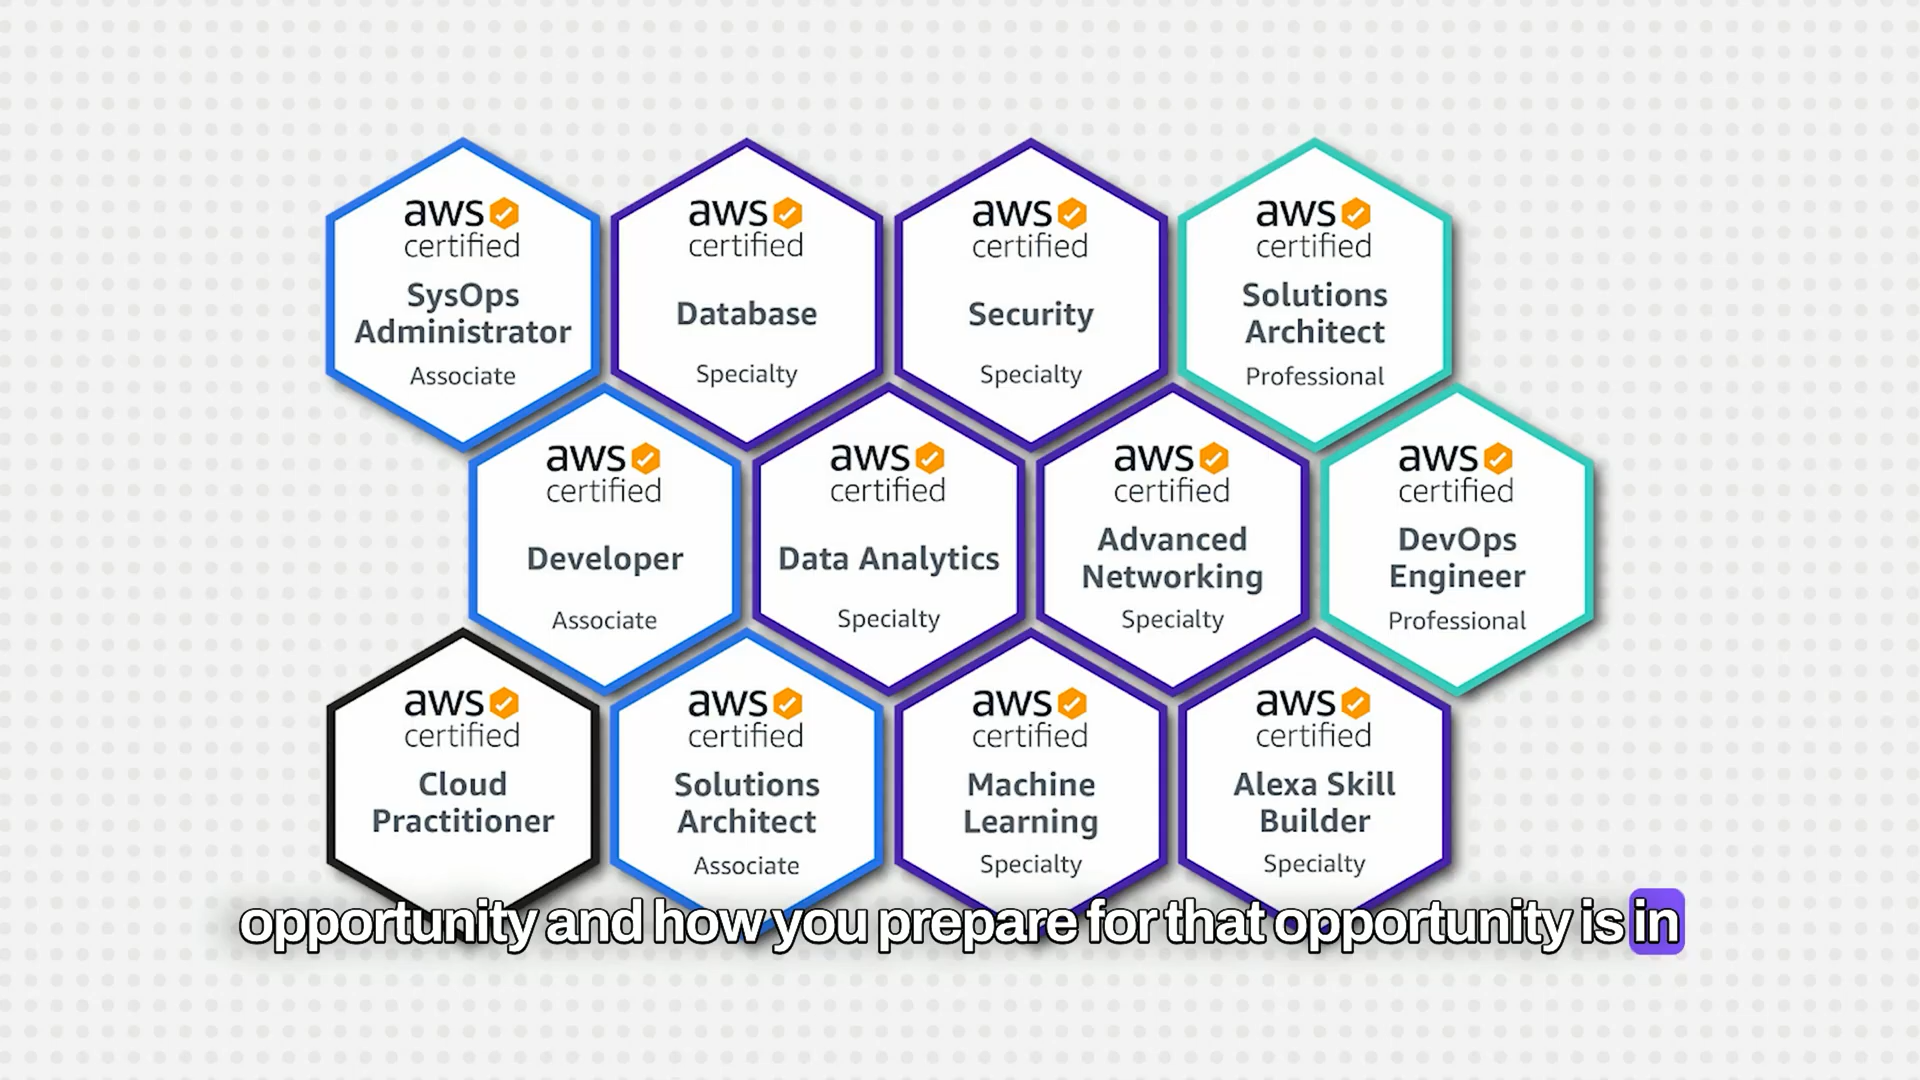 aws
certified
SysOps
Administrator
Associate
aws
certified
Database
Specialty
aws
certified
Security
Specialty
aws
certified
Solutions
Architect
Professional
aws
certified
Developer
Associate
aws
certified
Data Analytics
Specialty
aws
certified
Advanced
Networking
Specialty
aws
certified
DevOps
Engineer
Professional
aws
certified
Cloud
Practitioner
aws
certified
Solutions
Architect
Associate
aws
certified
Machine
Learning
Specialty
aws
certified
Alexa Skill
Builder
Specialty
opportunity and how you prepare for that opportunity is in